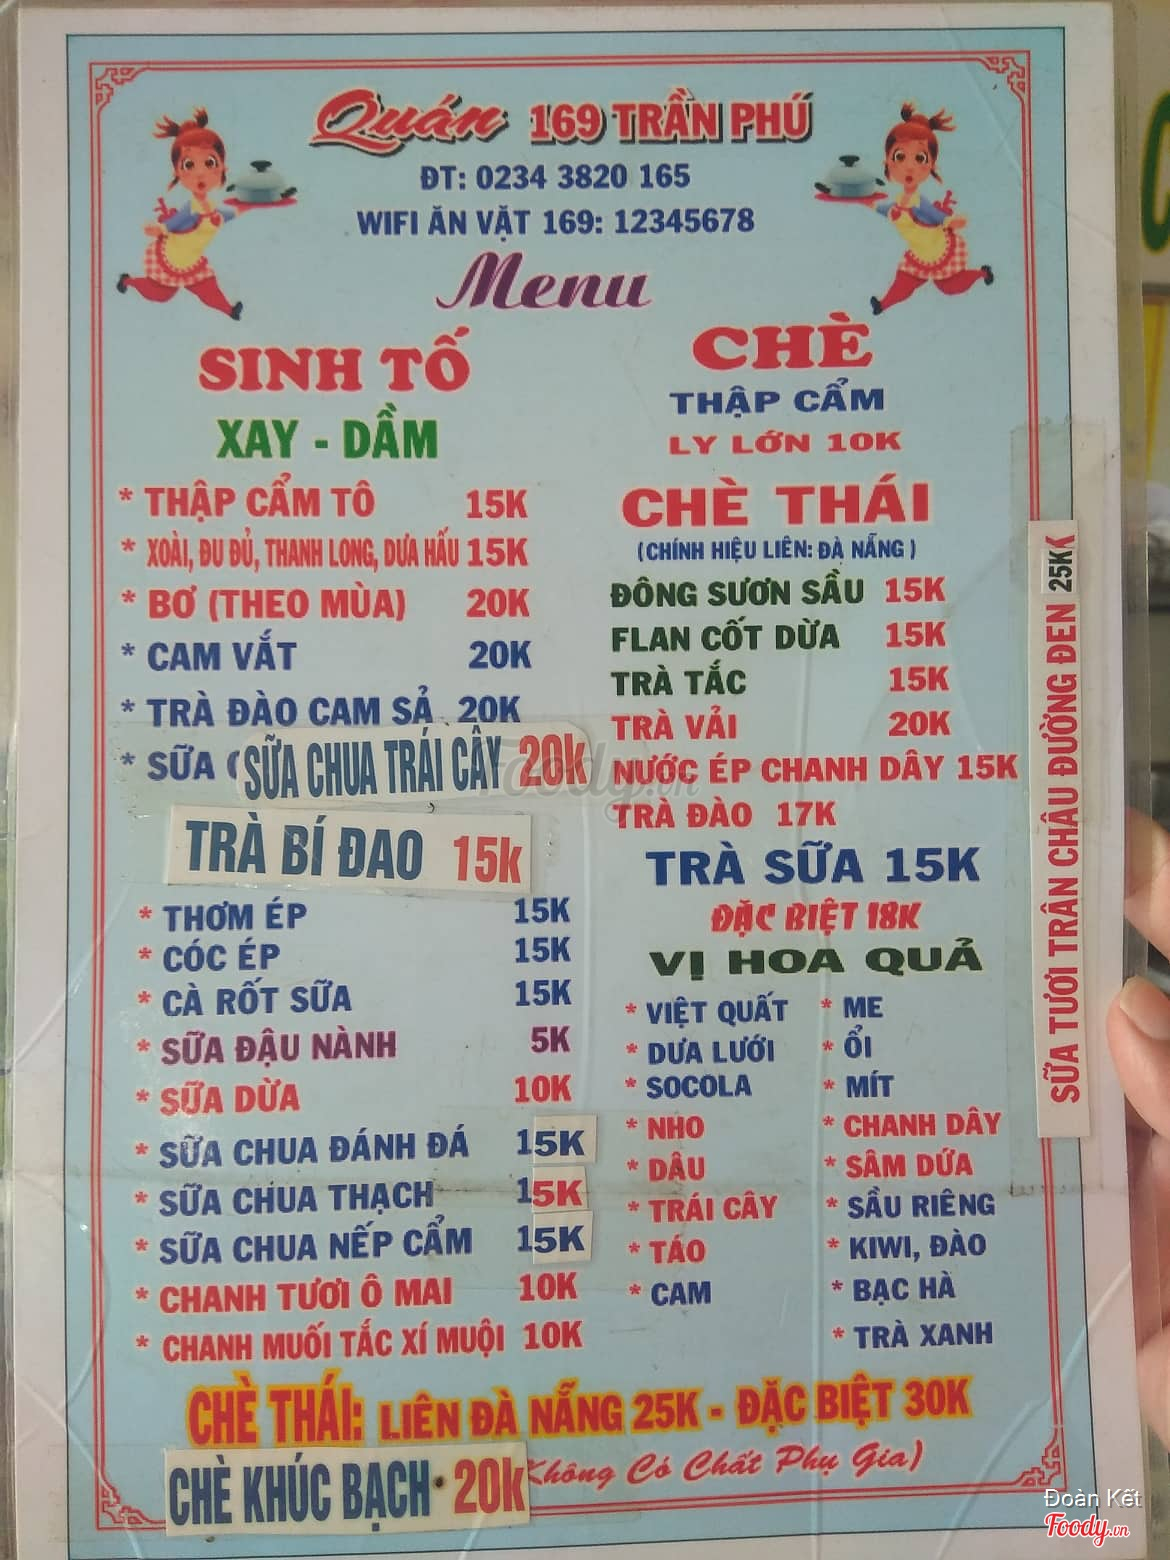 Quán 169 TRẦN PHÚ
ĐT: 0234 3820 165
WIFI ĂN VẶT 169: 12345678
Menu
SINH TỐ
XAY - DẦM
* THẬP CẨM TÔ 15K
* XOÀI, ĐU ĐỦ, THANH LONG, DƯA HẤU 15K
* BƠ (THEO MÙA) 20K
* CAM VẮT 20K
* TRÀ ĐÀO CAM SẢ 20K
* SỮA
SỮA CHUA TRÁI CÂY 20k
TRÀ BÍ ĐAO 15k
* THƠM ÉP 15K
* CÓC ÉP 15K
* CÀ RỐT SỮA 15K
* SỮA ĐẬU NÀNH 5K
* SỮA DỪA 10K
* SỮA CHUA ĐÁNH ĐÁ 15K
* SỮA CHUA THẠCH 15K
* SỮA CHUA NẾP CẨM 15K
* CHANH TƯƠI Ô MAI 10K
* CHANH MUỐI TẮC XÍ MUỘI 10K
CHÈ
THẬP CẨM
LY LỚN 10K
CHÈ THÁI
(CHÍNH HIỆU LIÊN: ĐÀ NẴNG)
ĐÔNG SƯƠN SẦU 15K
FLAN CỐT DỪA 15K
TRÀ TẮC 15K
TRÀ VẢI 20K
NƯỚC ÉP CHANH DÂY 15K
TRÀ ĐÀO 17K
TRÀ SỮA 15K
ĐẶC BIỆT 18K
VỊ HOA QUẢ
* VIỆT QUẤT
* DƯA LƯỚI
* SOCOLA
* NHO
* DÂU
* TRÁI CÂY
* TÁO
* CAM
* ME
* ỔI
* MÍT
* CHANH DÂY
* SÂM DỨA
* SẦU RIÊNG
* KIWI, ĐÀO
* BẠC HÀ
* TRÀ XANH
SỮA TƯƠI TRÂN CHÂU ĐƯỜNG ĐEN 25K
CHÈ THÁI: LIÊN ĐÀ NẴNG 25K - ĐẶC BIỆT 30K
Không Có Chất Phụ Gia)
CHÈ KHÚC BẠCH 20k
Foody.vn
Đoàn Kết
Foody.vn